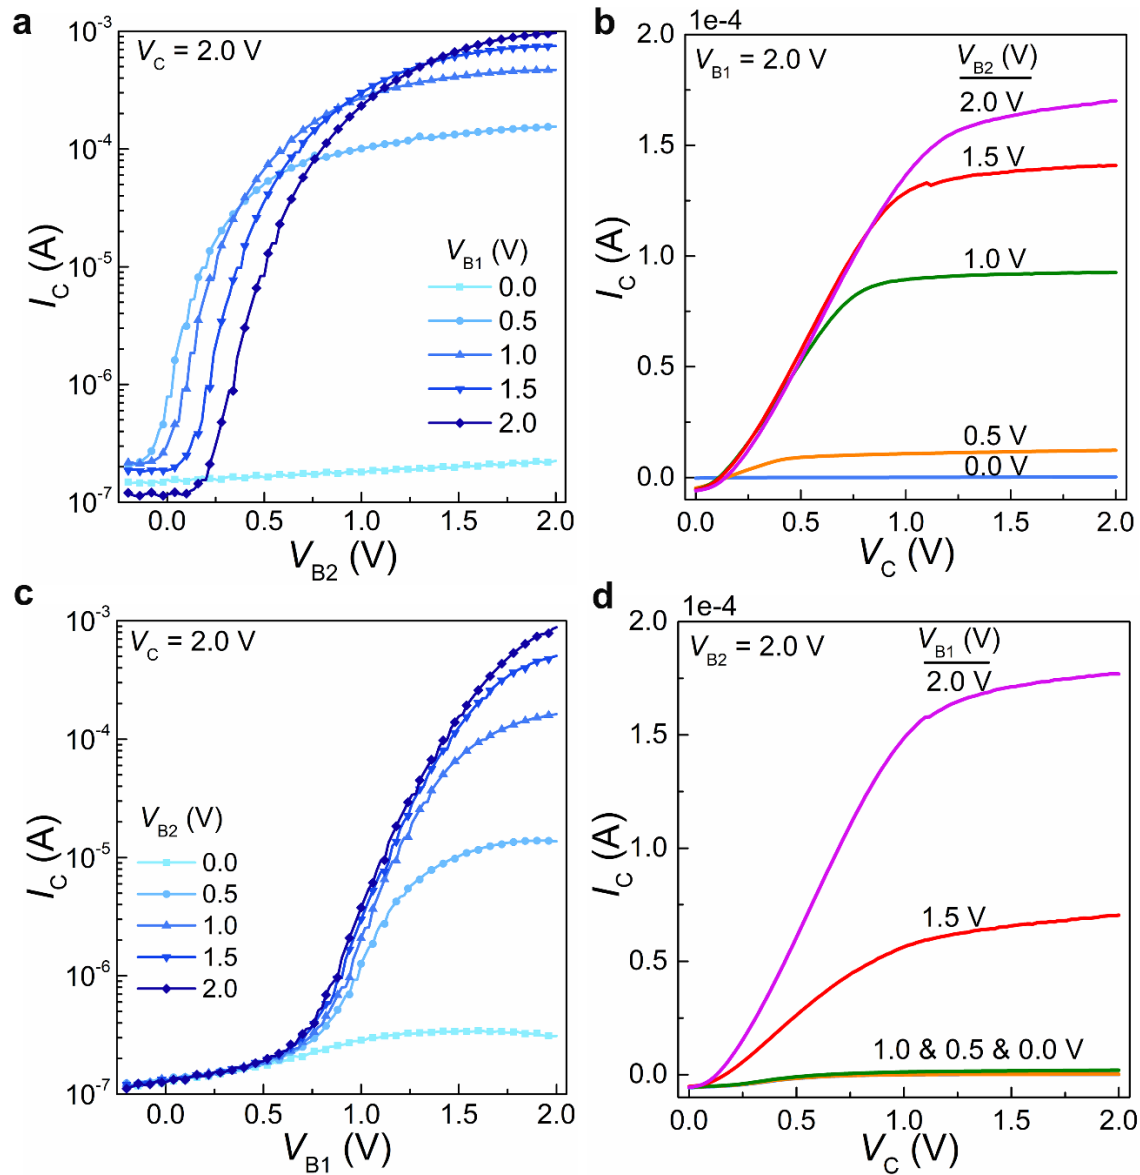 a
V_C = 2.0 V
10^-3
10^-4
10^-5
10^-6
10^-7
I_C (A)
V_B1 (V)
0.0
0.5
1.0
1.5
2.0
0.0 0.5 1.0 1.5 2.0
V_B2 (V)
b
1e-4
V_B1 = 2.0 V
V_B2 (V)
2.0 V
1.5 V
1.0 V
0.5 V
0.0 V
2.0
1.5
1.0
0.5
0.0
I_C (A)
0.0 0.5 1.0 1.5 2.0
V_C (V)
c
V_C = 2.0 V
10^-3
10^-4
10^-5
10^-6
10^-7
I_C (A)
V_B2 (V)
0.0
0.5
1.0
1.5
2.0
0.0 0.5 1.0 1.5 2.0
V_B1 (V)
d
1e-4
V_B2 = 2.0 V
V_B1 (V)
2.0 V
1.5 V
1.0 & 0.5 & 0.0 V
2.0
1.5
1.0
0.5
0.0
I_C (A)
0.0 0.5 1.0 1.5 2.0
V_C (V)